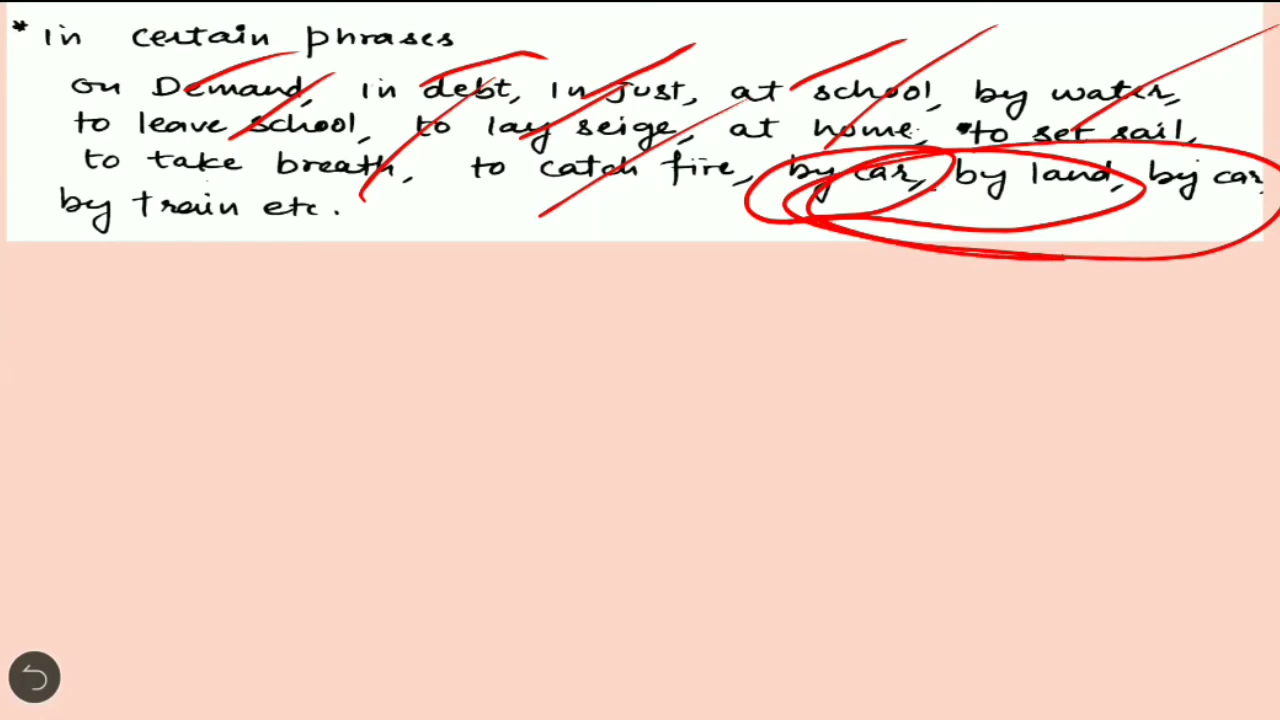 * In certain phrases
on Demand, in debt, in just, at school, by water,
to leave school, to lay seige, at home, to set sail,
to take breath, to catch fire, by car, by land, by car,
by train etc.